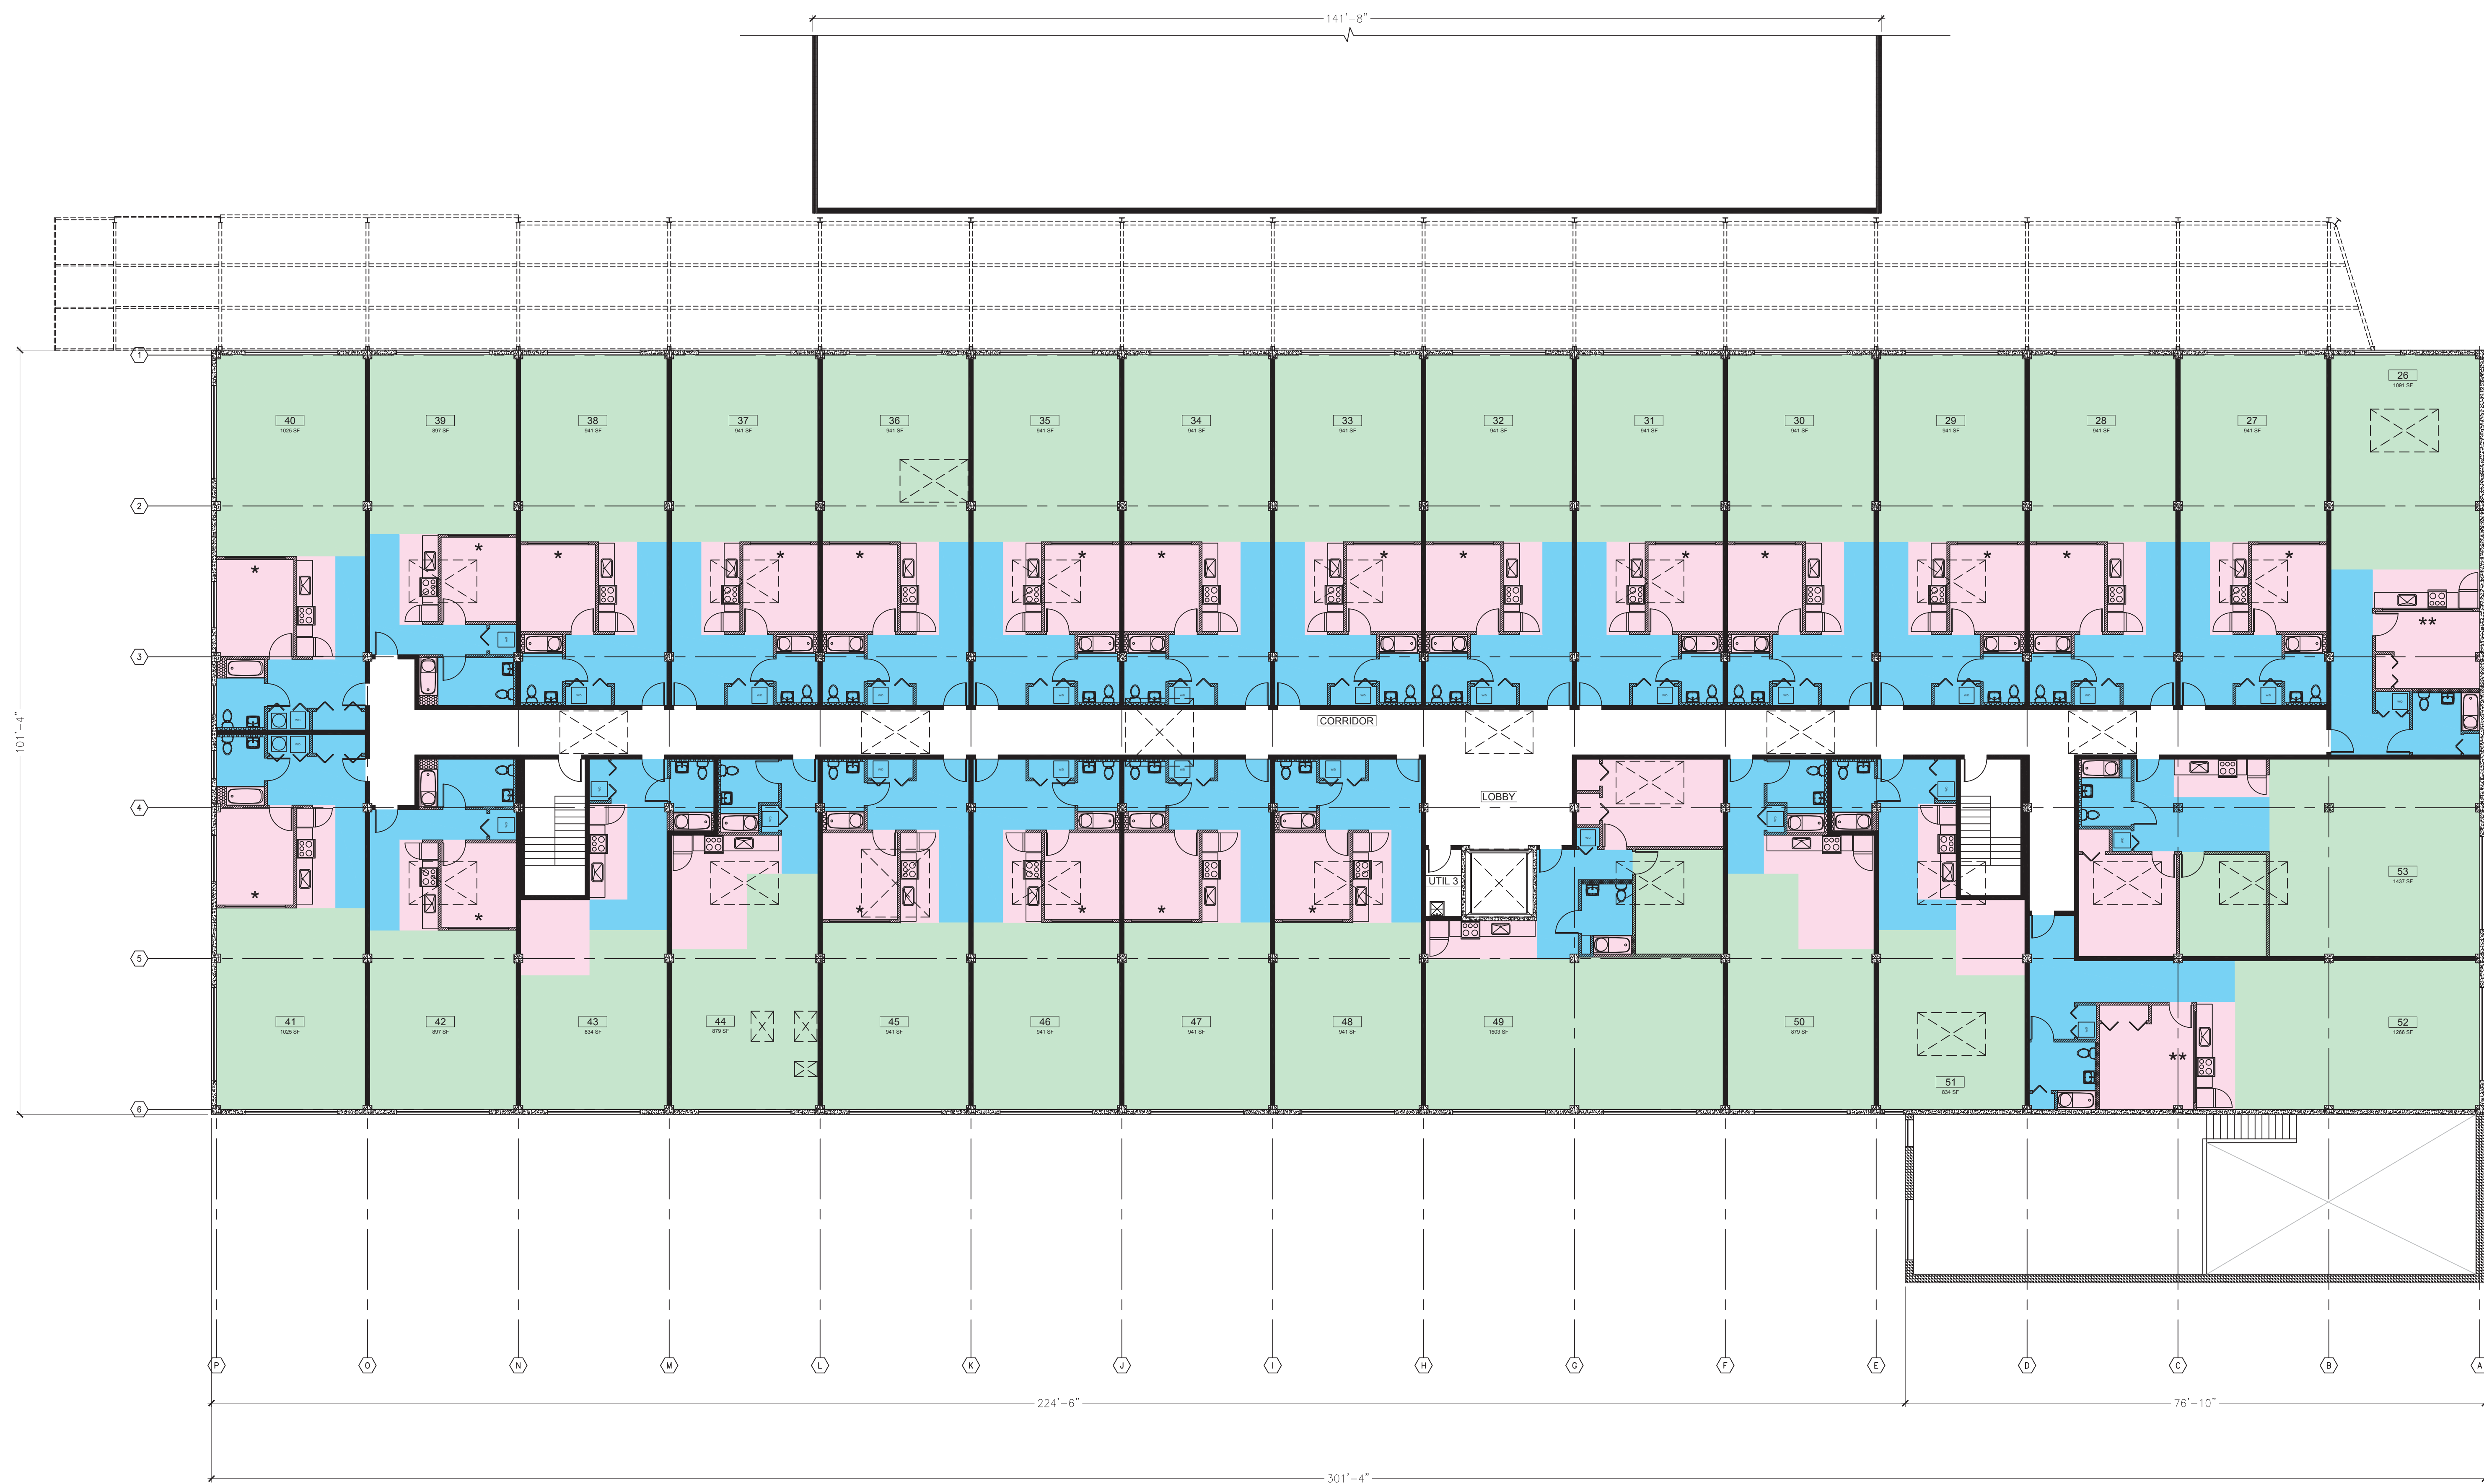 141'-8"
1
26
1091 SF
40
1025 SF
39
897 SF
38
941 SF
37
941 SF
36
941 SF
35
941 SF
34
941 SF
33
941 SF
32
941 SF
31
941 SF
30
941 SF
29
941 SF
28
941 SF
27
941 SF
2
*
*
*
*
*
*
*
*
*
*
*
*
*
*
**
3
101'-4"
CORRIDOR
LOBBY
4
UTIL 3
53
1437 SF
*
*
*
*
*
*
5
41
1025 SF
42
897 SF
43
834 SF
44
879 SF
45
941 SF
46
941 SF
47
941 SF
48
941 SF
49
1503 SF
50
879 SF
52
1266 SF
**
51
834 SF
6
P
O
N
M
L
K
J
I
H
G
F
E
D
C
B
A
224'-6"
76'-10"
301'-4"